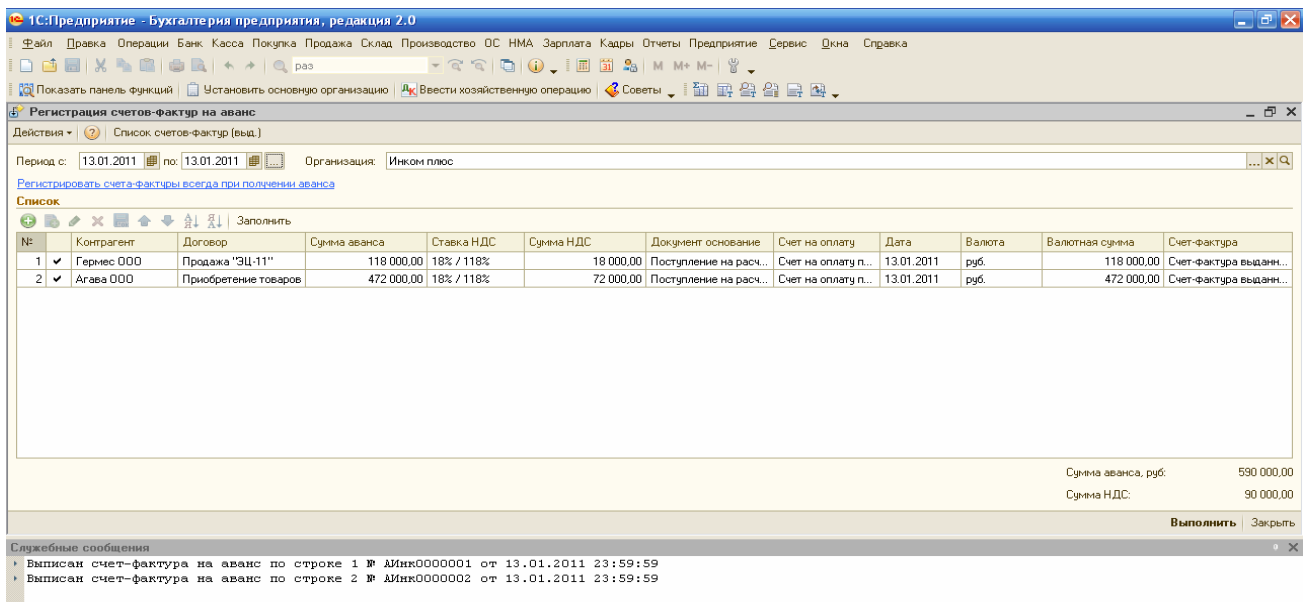 1С:Предприятие - Бухгалтерия предприятия, редакция 2.0
Файл Правка Операции Банк Касса Покупка Продажа Склад Производство ОС НМА Зарплата Кадры Отчеты Предприятие Сервис Окна Справка
раз M M+ M-
Показать панель функций Установить основную организацию Ввести хозяйственную операцию Советы
Регистрация счетов-фактур на аванс
Действия Список счетов-фактур (выд.)
Период с: 13.01.2011 по: 13.01.2011 ... Организация: Инком плюс ...
Регистрировать счета-фактуры всегда при получении аванса
Список
Заполнить
№ Контрагент Договор Сумма аванса Ставка НДС Сумма НДС Документ основание Счет на оплату Дата Валюта Валютная сумма Счет-фактура
1 Гермес ООО Продажа "ЭЦ-11" 118 000,00 18% / 118% 18 000,00 Поступление на расч... Счет на оплату п... 13.01.2011 руб. 118 000,00 Счет-фактура выданн...
2 Агава ООО Приобретение товаров 472 000,00 18% / 118% 72 000,00 Поступление на расч... Счет на оплату п... 13.01.2011 руб. 472 000,00 Счет-фактура выданн...
Сумма аванса, руб: 590 000,00
Сумма НДС: 90 000,00
Выполнить Закрыть
Служебные сообщения
Выписан счет-фактура на аванс по строке 1 № АИнк0000001 от 13.01.2011 23:59:59
Выписан счет-фактура на аванс по строке 2 № АИнк0000002 от 13.01.2011 23:59:59